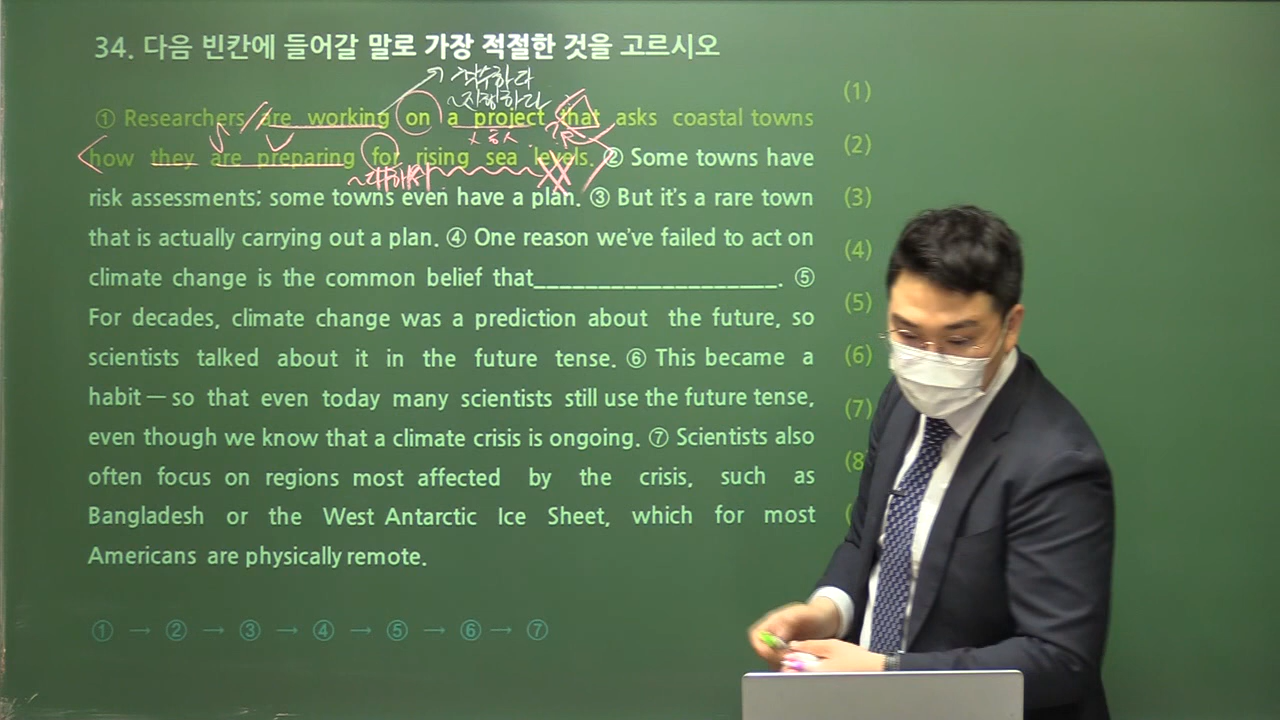 34. 다음 빈칸에 들어갈 말로 가장 적절한 것을 고르시오
착수하다
~진행하다
① Researchers are working on a project that asks coastal towns
how they are preparing for rising sea levels. ② Some towns have
risk assessments; some towns even have a plan. ③ But it's a rare town
that is actually carrying out a plan. ④ One reason we've failed to act on
climate change is the common belief that____________________. ⑤
For decades, climate change was a prediction about the future, so
scientists talked about it in the future tense. ⑥ This became a
habit — so that even today many scientists still use the future tense,
even though we know that a climate crisis is ongoing. ⑦ Scientists also
often focus on regions most affected by the crisis, such as
Bangladesh or the West Antarctic Ice Sheet, which for most
Americans are physically remote.
① → ② → ③ → ④ → ⑤ → ⑥ → ⑦
(1)
(2)
(3)
(4)
(5)
(6)
(7)
(8